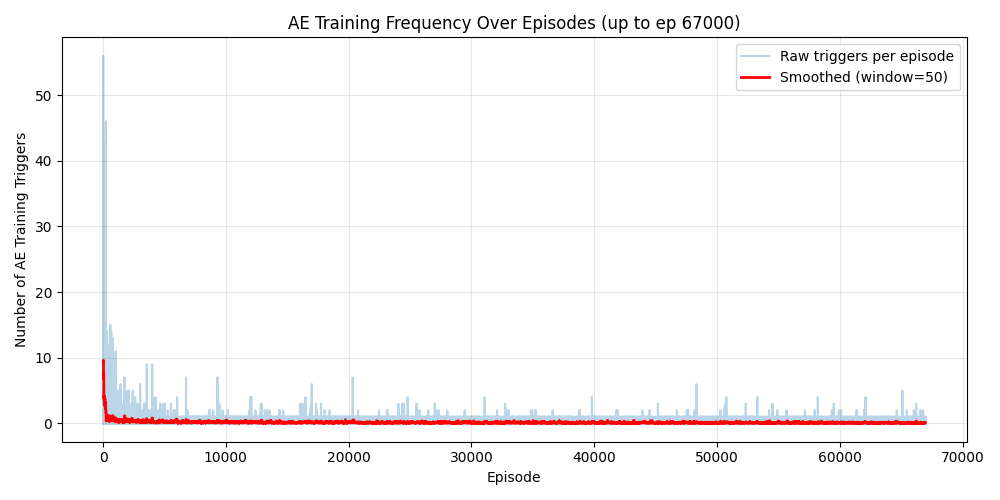 AE Training Frequency Over Episodes (up to ep 67000)
Raw triggers per episode
Smoothed (window=50)
Number of AE Training Triggers
50
40
30
20
10
0
0 10000 20000 30000 40000 50000 60000 70000
Episode